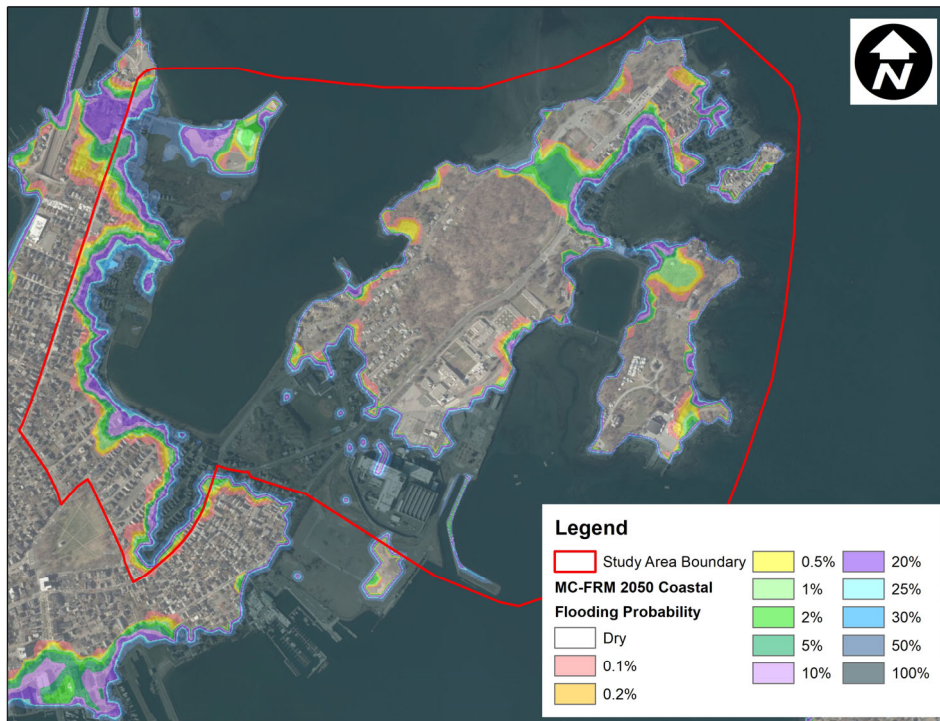 N
Legend
Study Area Boundary
MC-FRM 2050 Coastal
Flooding Probability
Dry
0.1%
0.2%
0.5%
1%
2%
5%
10%
20%
25%
30%
50%
100%